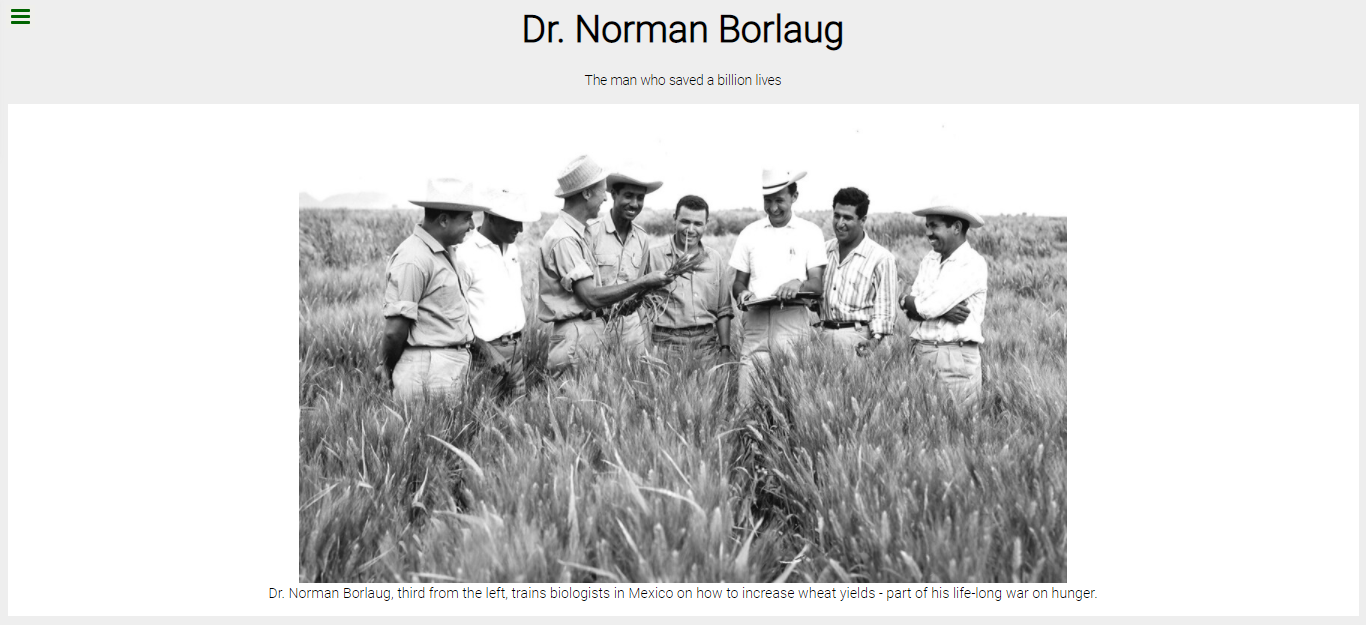 Dr. Norman Borlaug
The man who saved a billion lives
Dr. Norman Borlaug, third from the left, trains biologists in Mexico on how to increase wheat yields - part of his life-long war on hunger.